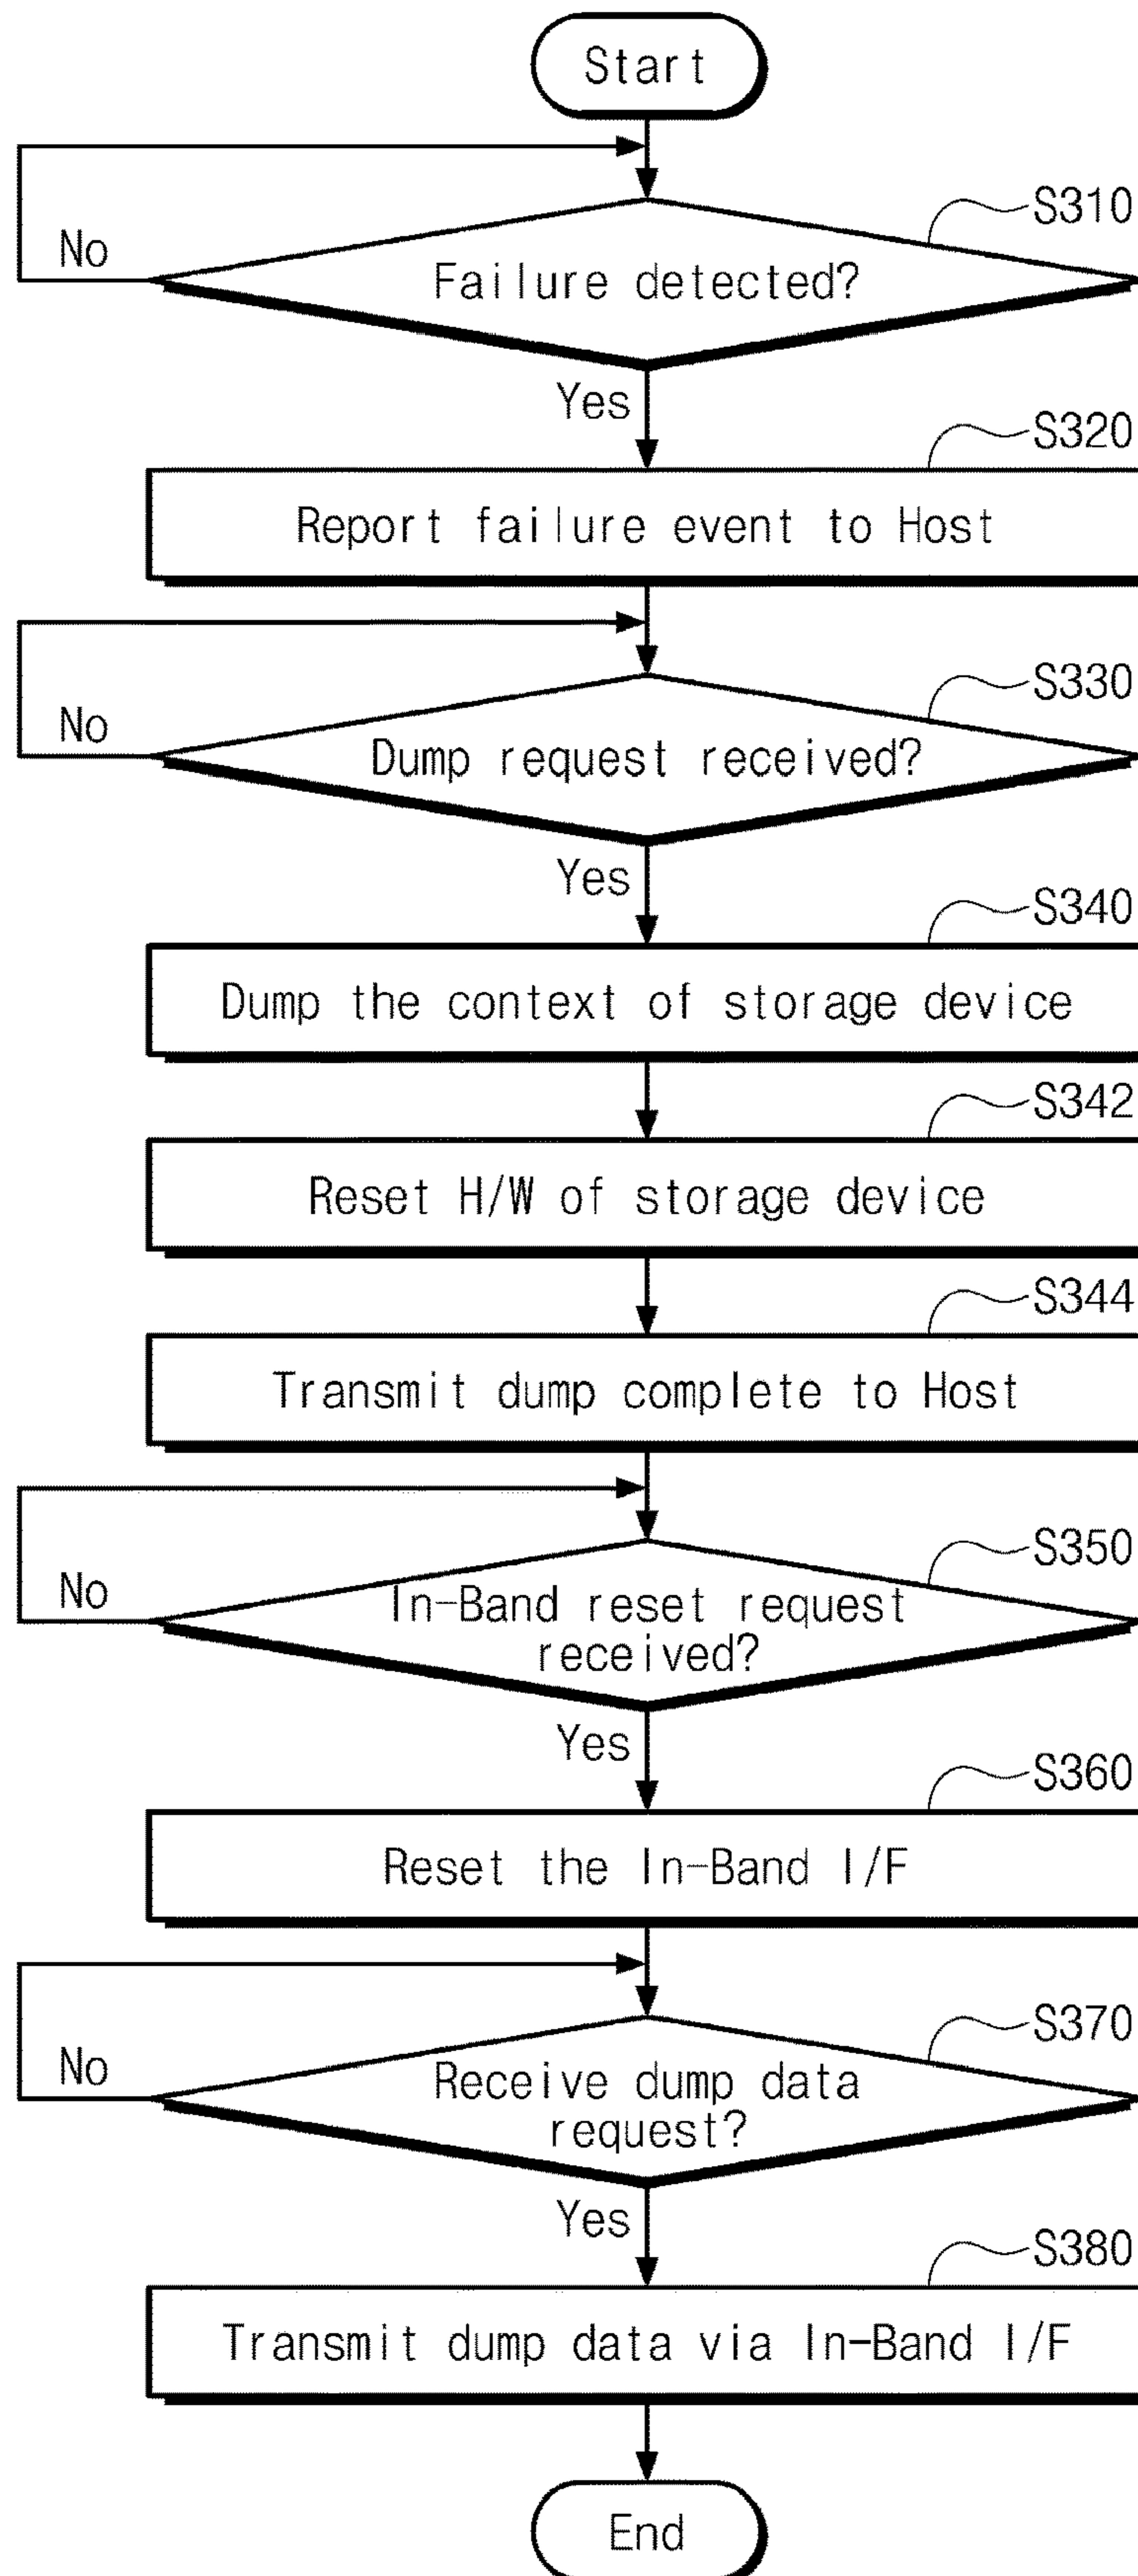 Start
S310
No
Failure detected?
Yes
S320
Report failure event to Host
S330
No
Dump request received?
Yes
S340
Dump the context of storage device
S342
Reset H/W of storage device
S344
Transmit dump complete to Host
S350
No
In-Band reset request
received?
Yes
S360
Reset the In-Band I/F
S370
No
Receive dump data
request?
Yes
S380
Transmit dump data via In-Band I/F
End